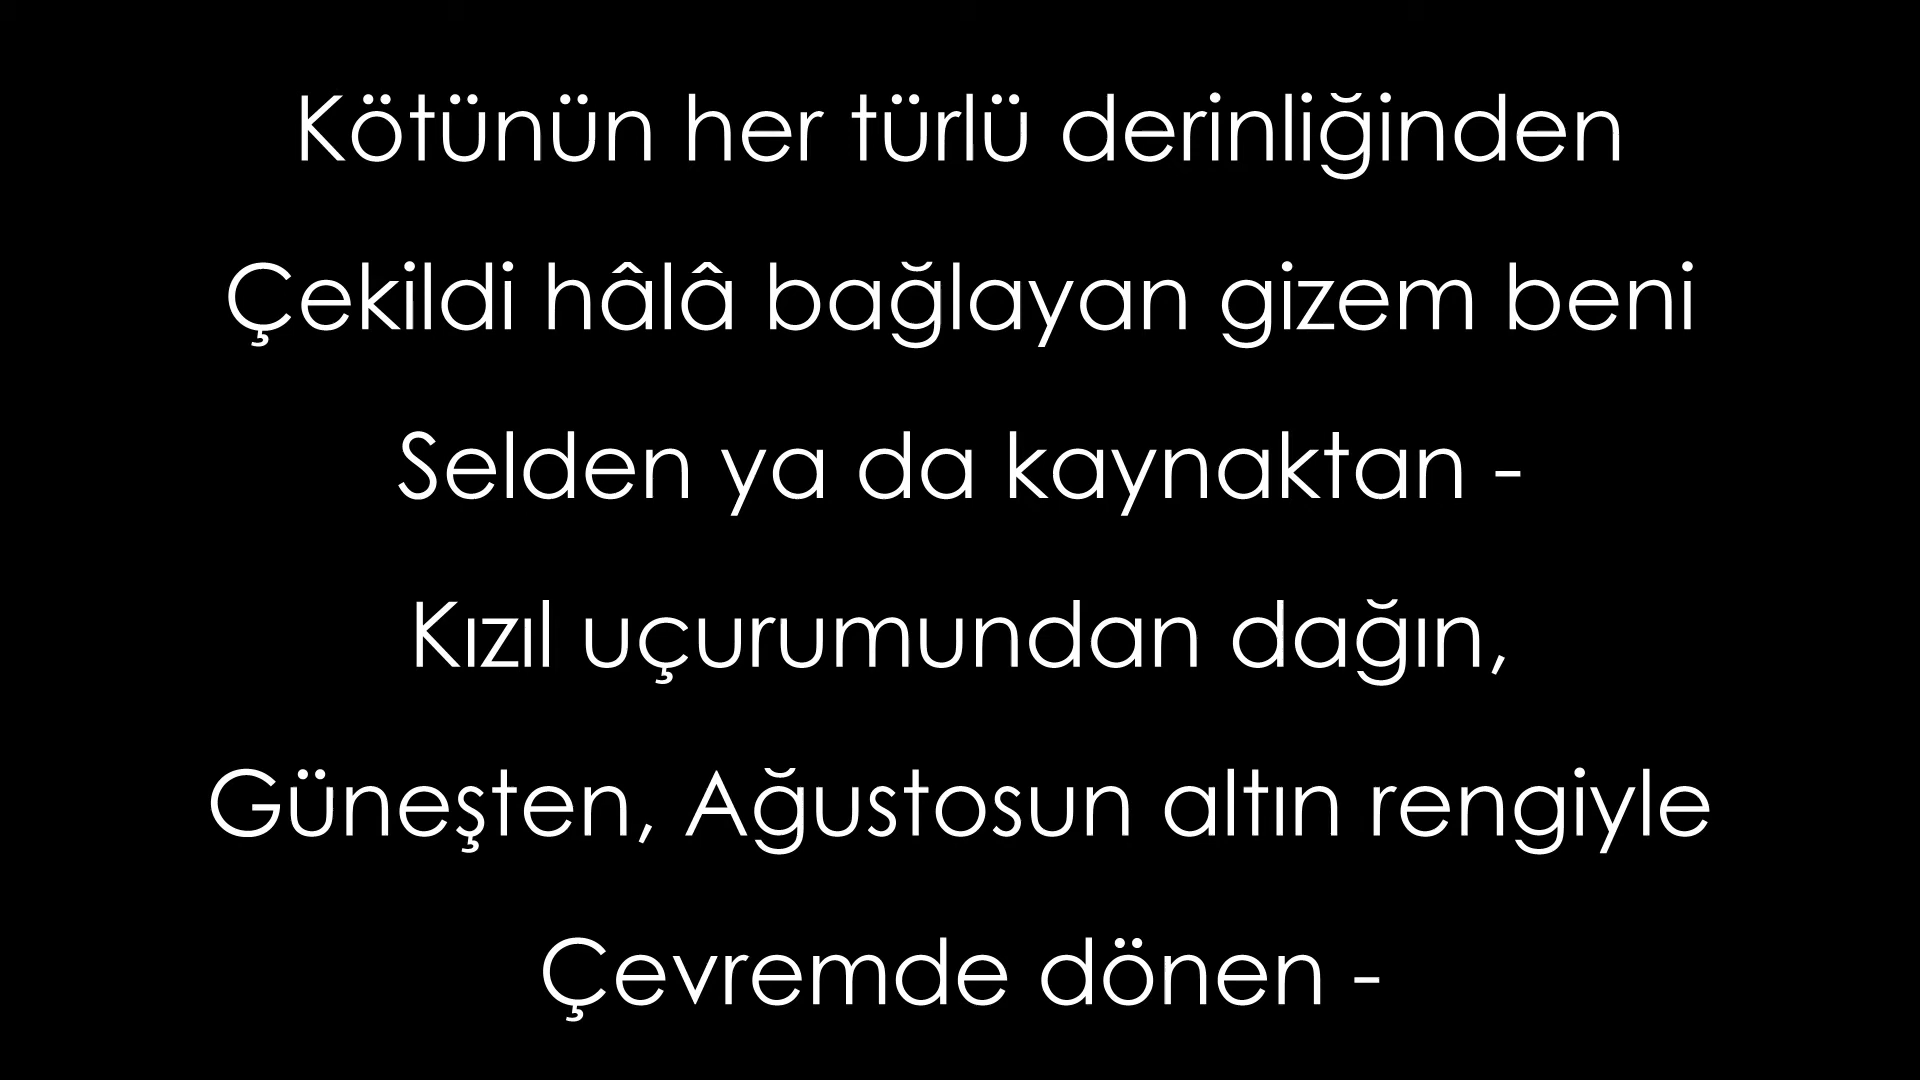 Kötünün her türlü derinliğinden
Çekildi hâlâ bağlayan gizem beni
Selden ya da kaynaktan -
Kızıl uçurumundan dağın,
Güneşten, Ağustosun altın rengiyle
Çevremde dönen -